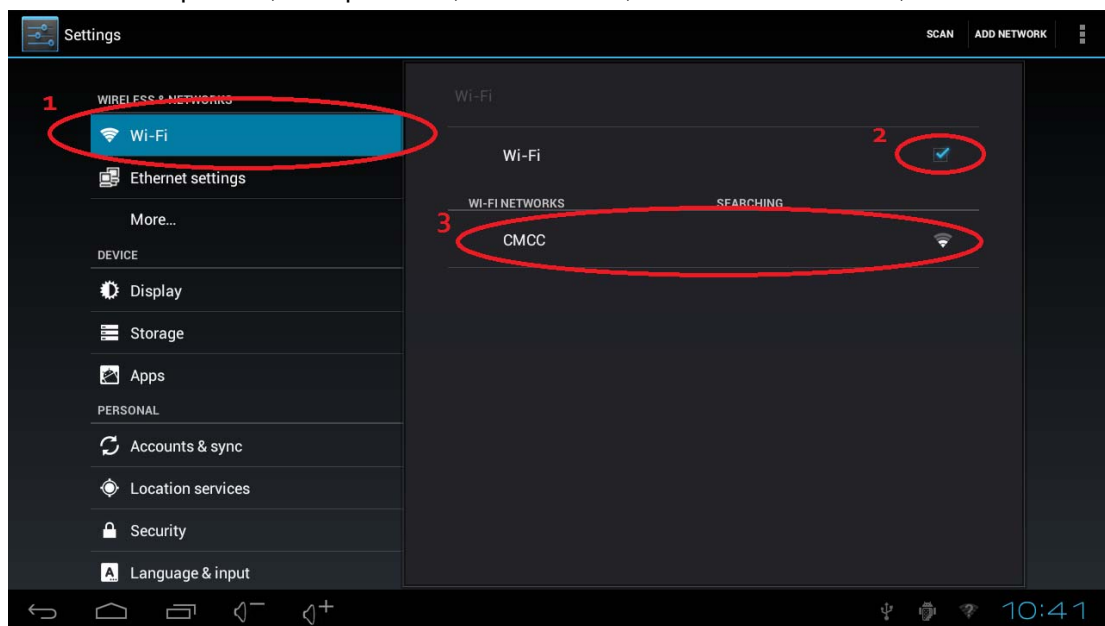 Settings
SCAN ADD NETWORK
1
WIRELESS & NETWORKS
Wi-Fi
Wi-Fi
Wi-Fi
2
Ethernet settings
More...
WI-FI NETWORKS SEARCHING
3
CMCC
DEVICE
Display
Storage
Apps
PERSONAL
Accounts & sync
Location services
Security
A Language & input
10:41